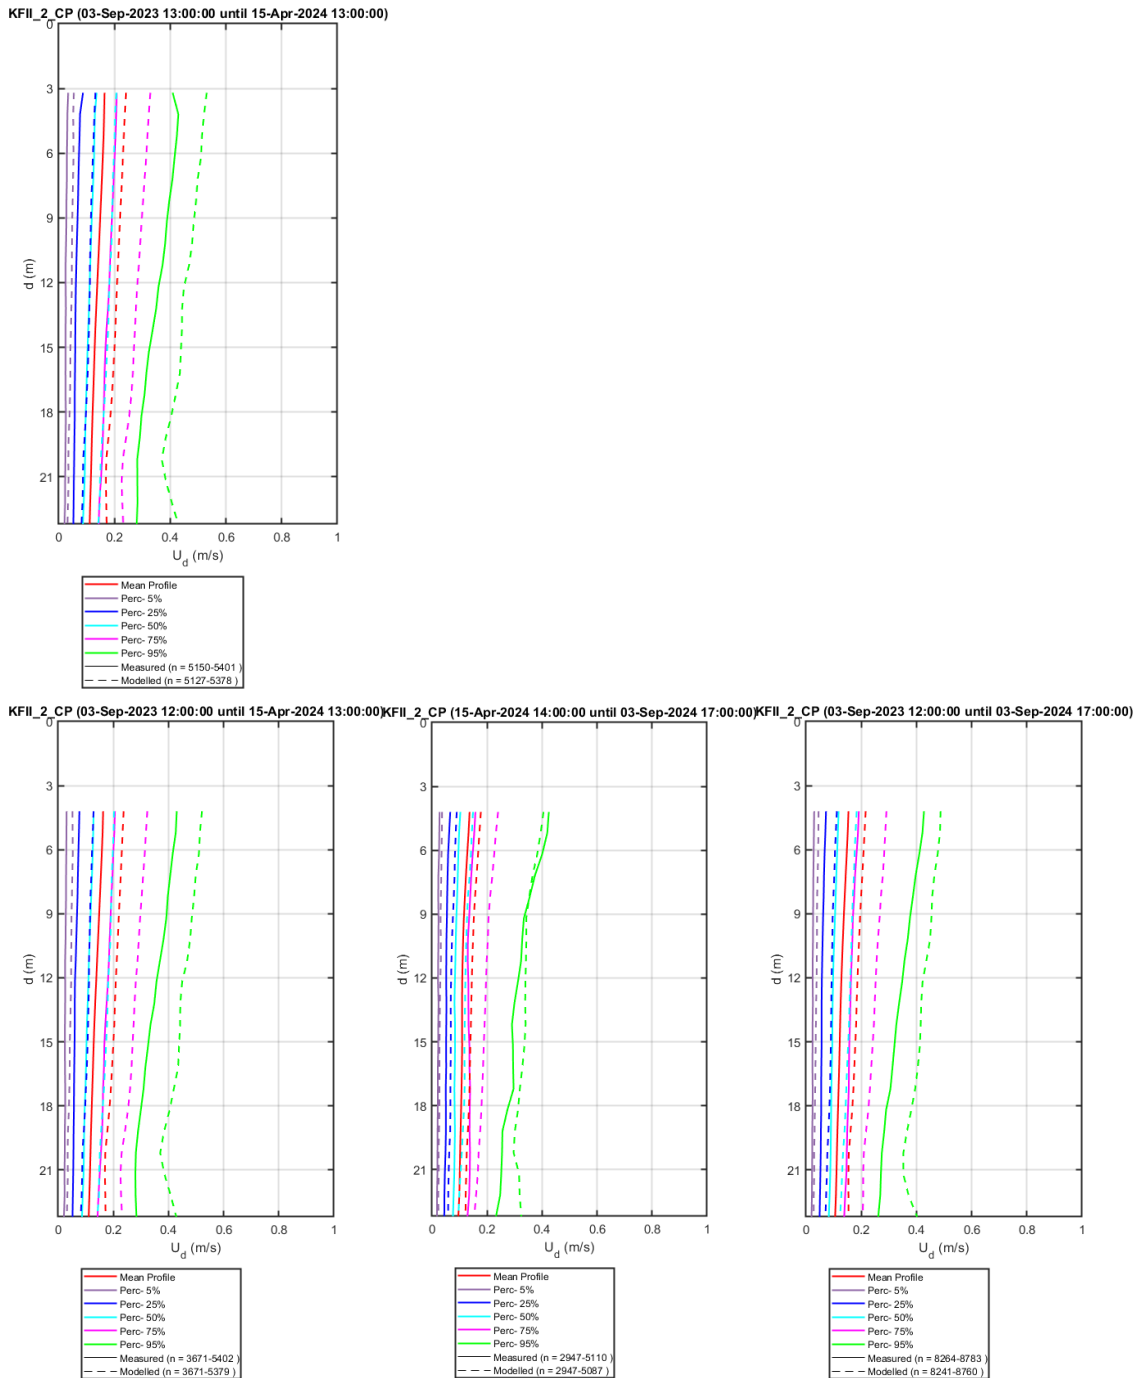 KFII_2_CP (03-Sep-2023 13:00:00 until 15-Apr-2024 13:00:00)
0
3
6
9
12
15
18
21
d (m)
0 0.2 0.4 0.6 0.8 1
U_d (m/s)
Mean Profile
Perc- 5%
Perc- 25%
Perc- 50%
Perc- 75%
Perc- 95%
Measured (n = 5150-5401 )
Modelled (n = 5127-5378 )
KFII_2_CP (03-Sep-2023 12:00:00 until 15-Apr-2024 13:00:00)
0
3
6
9
12
15
18
21
d (m)
0 0.2 0.4 0.6 0.8 1
U_d (m/s)
Mean Profile
Perc- 5%
Perc- 25%
Perc- 50%
Perc- 75%
Perc- 95%
Measured (n = 3671-5402 )
Modelled (n = 3671-5379 )
KFII_2_CP (15-Apr-2024 14:00:00 until 03-Sep-2024 17:00:00)
0
3
6
9
12
15
18
21
d (m)
0 0.2 0.4 0.6 0.8 1
U_d (m/s)
Mean Profile
Perc- 5%
Perc- 25%
Perc- 50%
Perc- 75%
Perc- 95%
Measured (n = 2947-5110 )
Modelled (n = 2947-5087 )
KFII_2_CP (03-Sep-2023 12:00:00 until 03-Sep-2024 17:00:00)
0
3
6
9
12
15
18
21
d (m)
0 0.2 0.4 0.6 0.8 1
U_d (m/s)
Mean Profile
Perc- 5%
Perc- 25%
Perc- 50%
Perc- 75%
Perc- 95%
Measured (n = 8264-8783 )
Modelled (n = 8241-8760 )